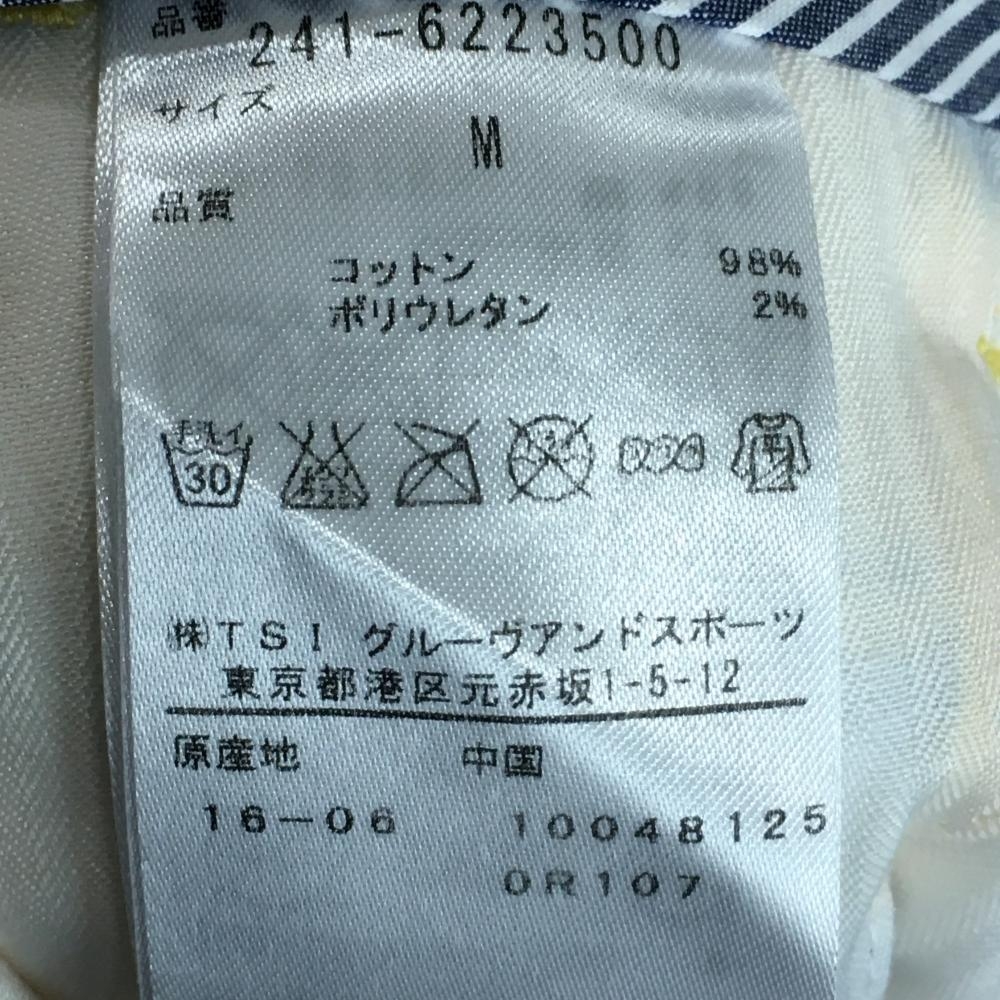 品番 241-6223500
サイズ
M
品質
コットン 98%
ポリウレタン 2%
手洗イ
30
㈱TSI グルーヴアンドスポーツ
東京都港区元赤坂1-5-12
原産地 中国
16-06 10048125
0R107